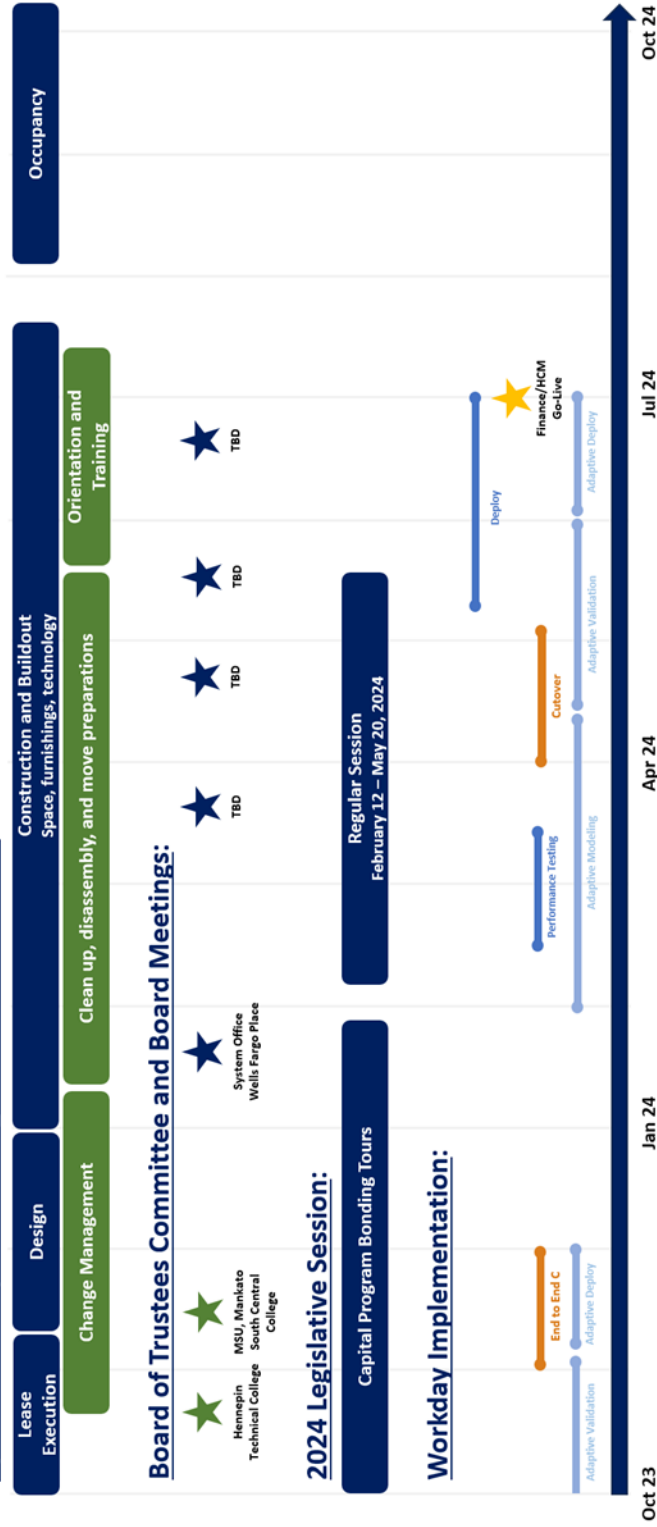 Lease
Execution
Design
Construction and Buildout
Space, furnishings, technology
Occupancy
Change Management
Clean up, disassembly, and move preparations
Orientation and
Training
Board of Trustees Committee and Board Meetings:
Hennepin
Technical College
MSU, Mankato
South Central
College
System Office
Wells Fargo Place
TBD
TBD
TBD
TBD
2024 Legislative Session:
Capital Program Bonding Tours
Regular Session
February 12 – May 20, 2024
Workday Implementation:
Deploy
Finance/HCM
Go-Live
End to End C
Performance Testing
Cutover
Adaptive Validation
Adaptive Deploy
Adaptive Modeling
Adaptive Validation
Adaptive Deploy
Oct 23
Jan 24
Apr 24
Jul 24
Oct 24